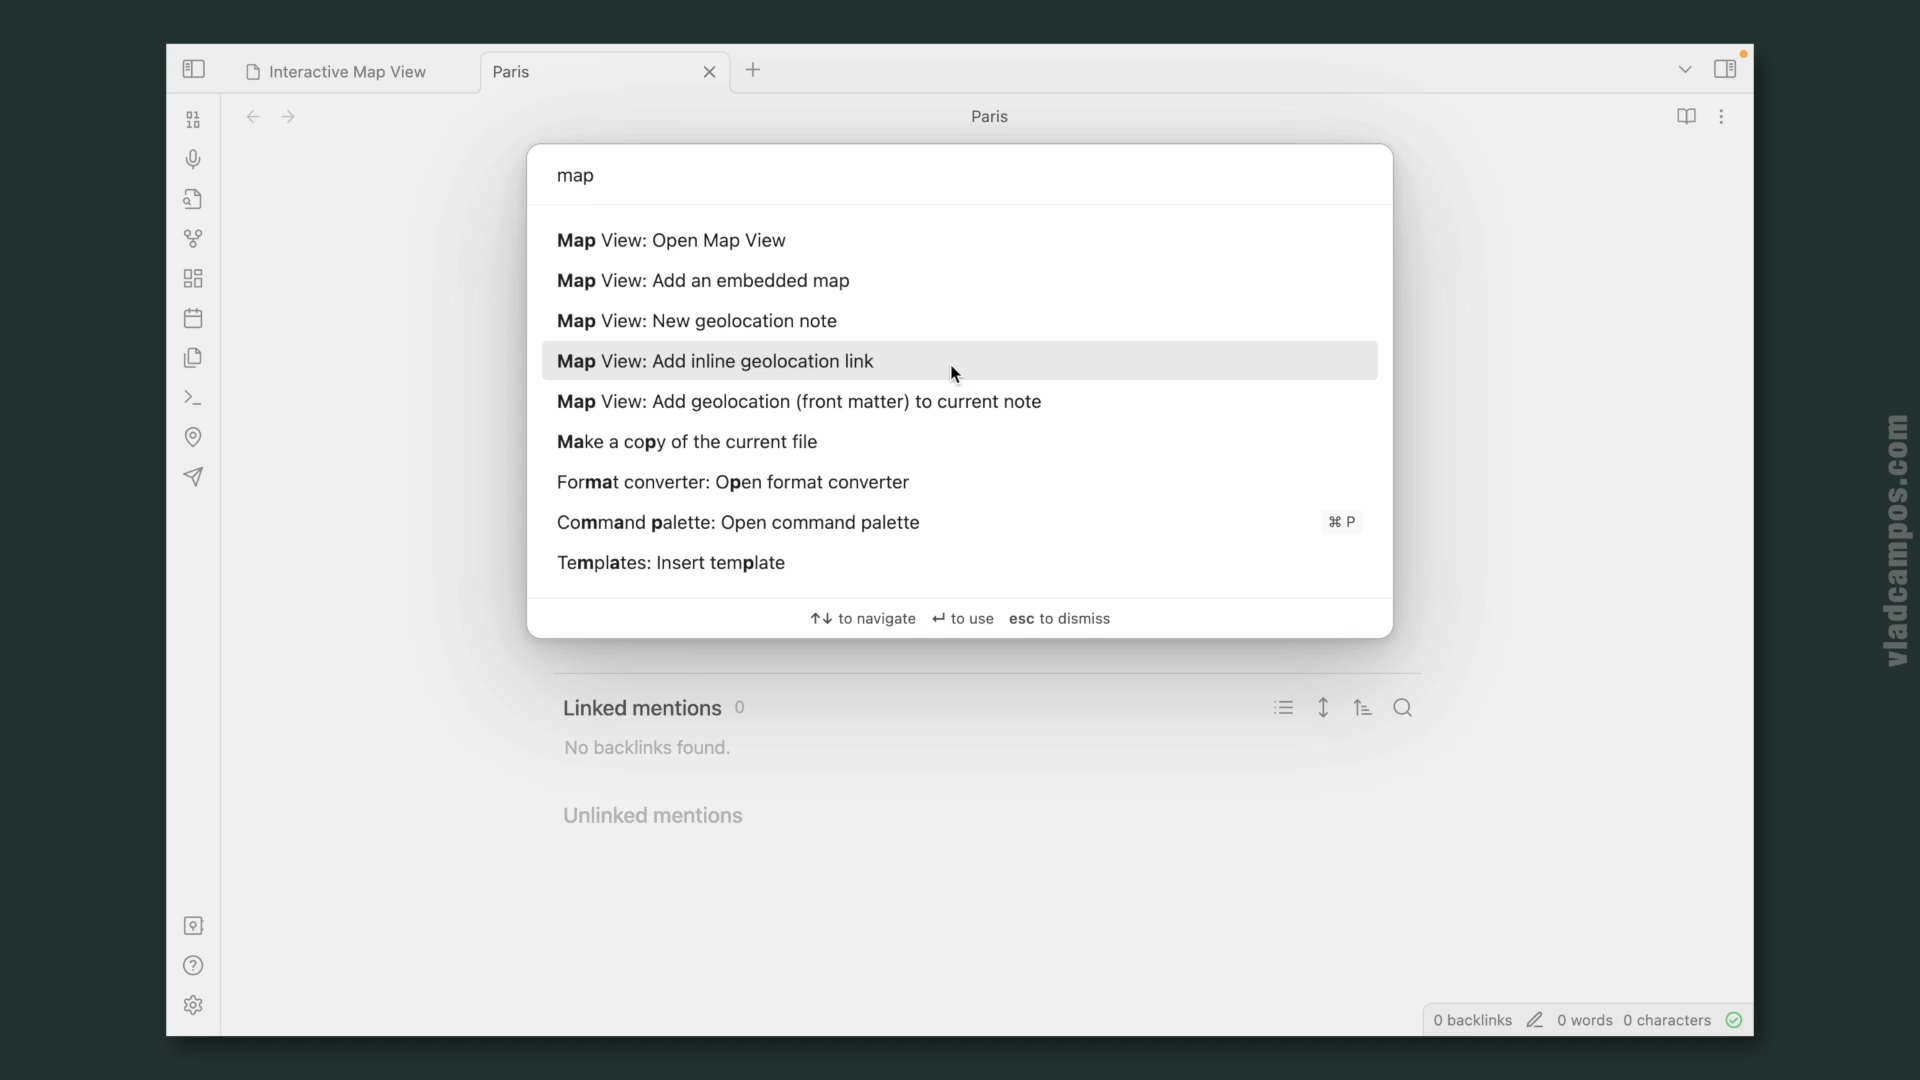 Interactive Map View
Paris
Paris
map
Map View: Open Map View
Map View: Add an embedded map
Map View: New geolocation note
Map View: Add inline geolocation link
Map View: Add geolocation (front matter) to current note
Make a copy of the current file
Format converter: Open format converter
Command palette: Open command palette ⌘ P
Templates: Insert template
↑↓ to navigate ↵ to use esc to dismiss
Linked mentions 0
No backlinks found.
Unlinked mentions
0 backlinks 0 words 0 characters
vladcampos.com